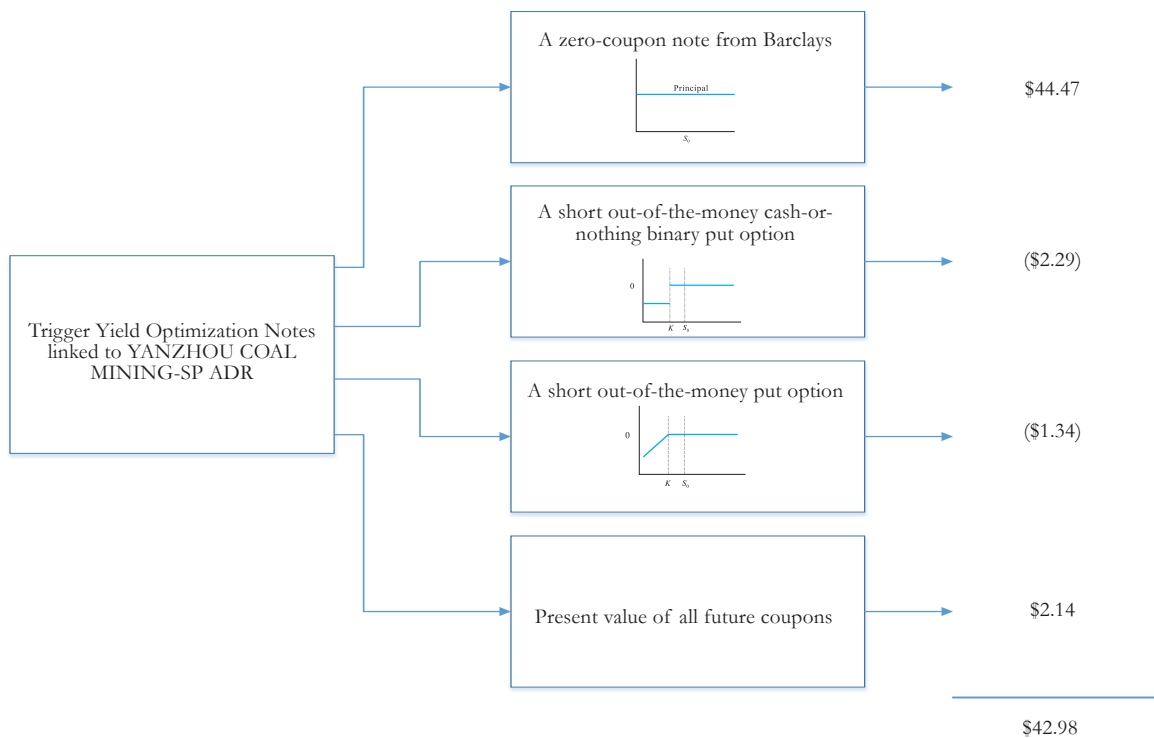 A zero-coupon note from Barclays
Principal
S0
$44.47
A short out-of-the-money cash-or-
nothing binary put option
0
K S0
($2.29)
Trigger Yield Optimization Notes
linked to YANZHOU COAL
MINING-SP ADR
A short out-of-the-money put option
0
K S0
($1.34)
Present value of all future coupons
$2.14
$42.98